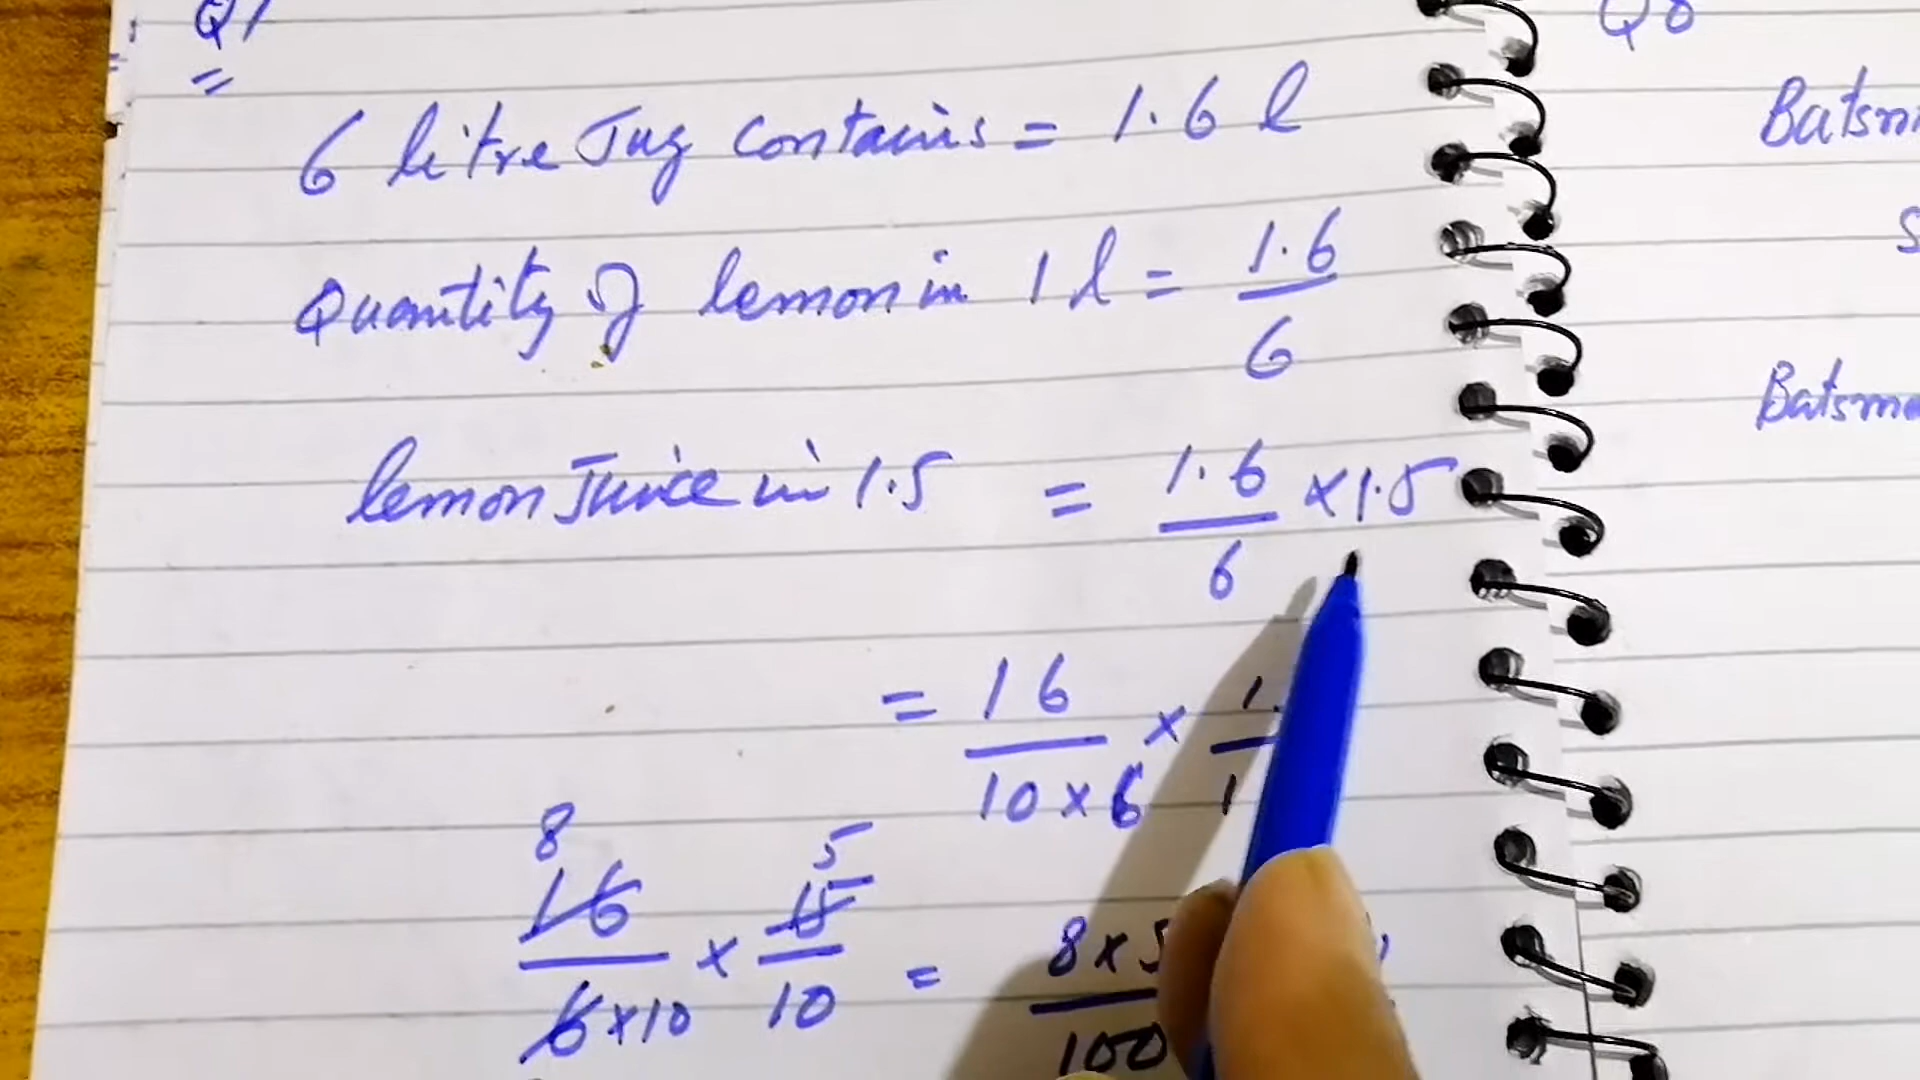 Q7
=
6 litre Jug contains = 1.6 l
Quantity of lemon in 1 l = 1.6
6
lemon Juice in 1.5 = 1.6 × 1.5
6
= 16 ×
10 × 6
8 5
16 × 15 = 8 × 5
6 × 10 10 100
Q8
Batsm
S
Batsm